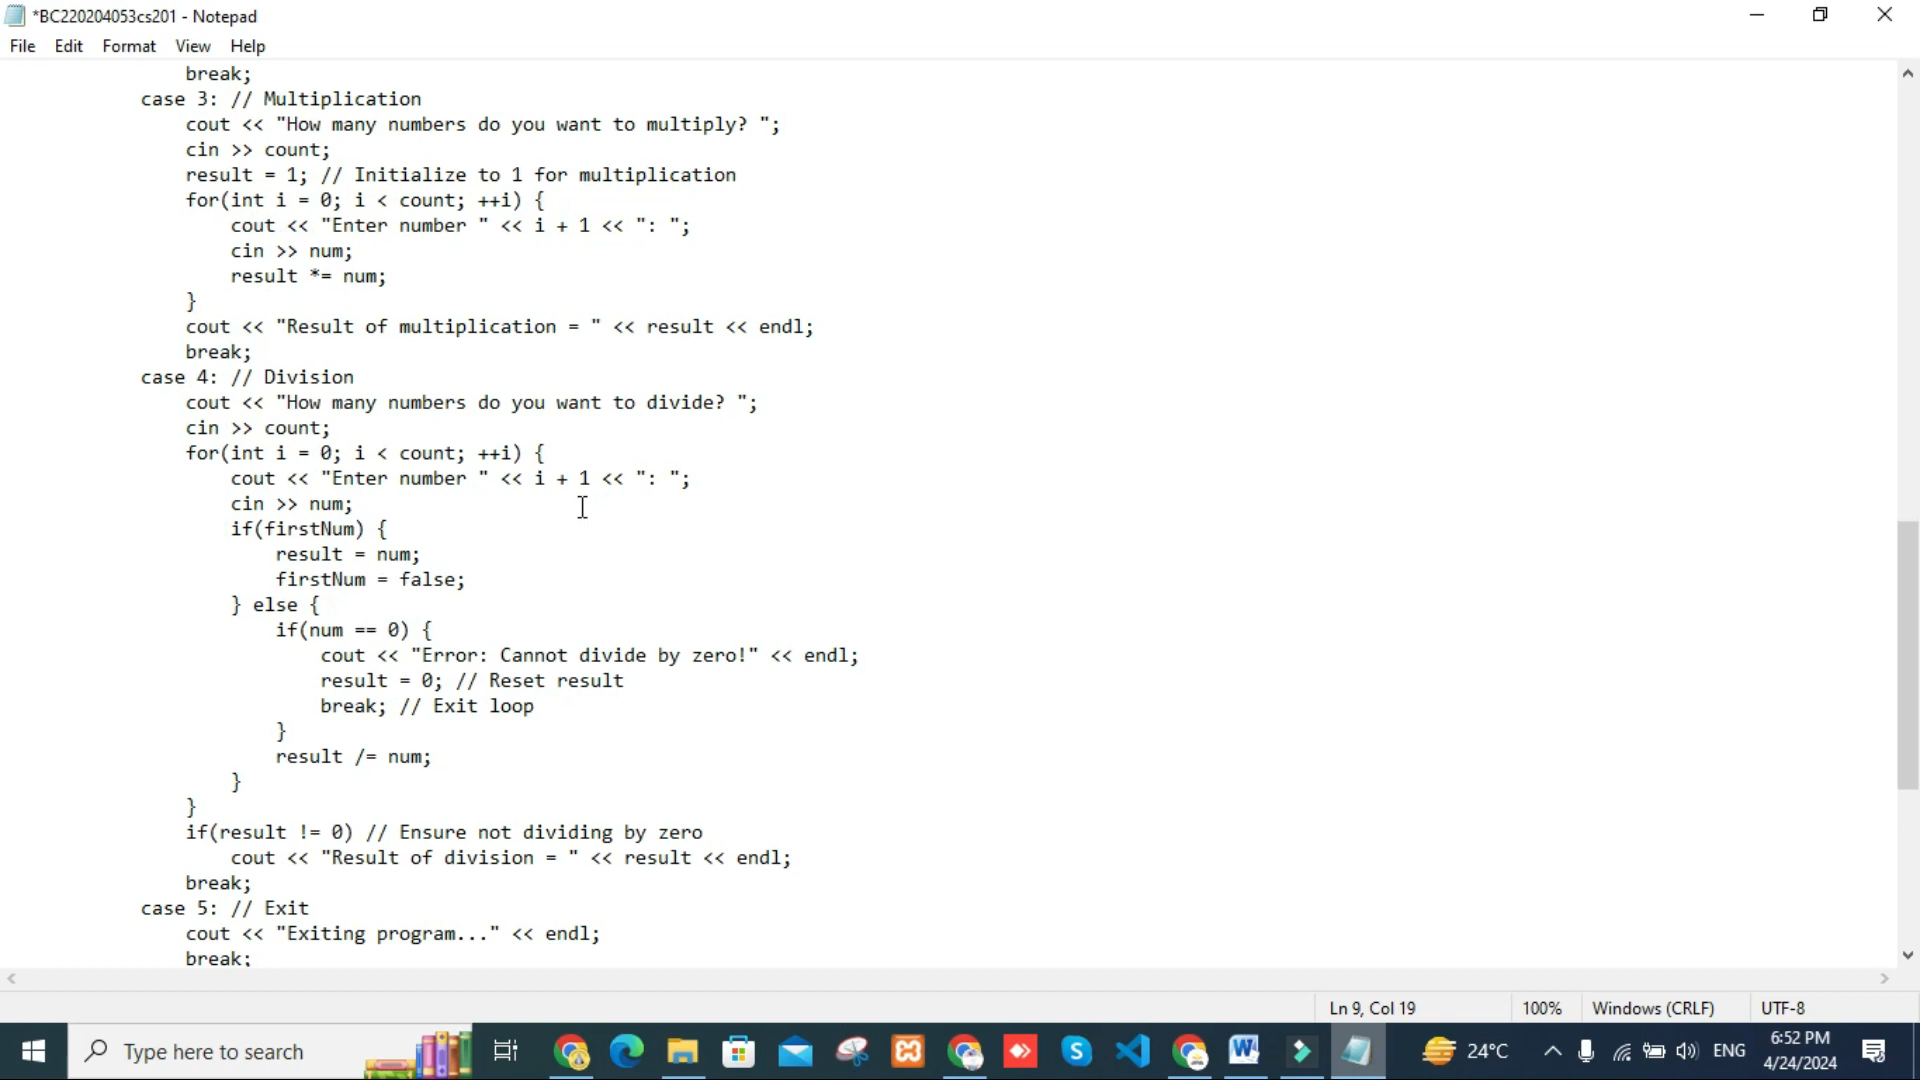 *BC220204053cs201 - Notepad
File Edit Format View Help
break;
case 3: // Multiplication
cout << "How many numbers do you want to multiply? ";
cin >> count;
result = 1; // Initialize to 1 for multiplication
for(int i = 0; i < count; ++i) {
cout << "Enter number " << i + 1 << ": ";
cin >> num;
result *= num;
}
cout << "Result of multiplication = " << result << endl;
break;
case 4: // Division
cout << "How many numbers do you want to divide? ";
cin >> count;
for(int i = 0; i < count; ++i) {
cout << "Enter number " << i + 1 << ": ";
cin >> num;
if(firstNum) {
result = num;
firstNum = false;
} else {
if(num == 0) {
cout << "Error: Cannot divide by zero!" << endl;
result = 0; // Reset result
break; // Exit loop
}
result /= num;
}
}
if(result != 0) // Ensure not dividing by zero
cout << "Result of division = " << result << endl;
break;
case 5: // Exit
cout << "Exiting program..." << endl;
break;
Ln 9, Col 19 100% Windows (CRLF) UTF-8
Type here to search 24°C ENG 6:52 PM
4/24/2024